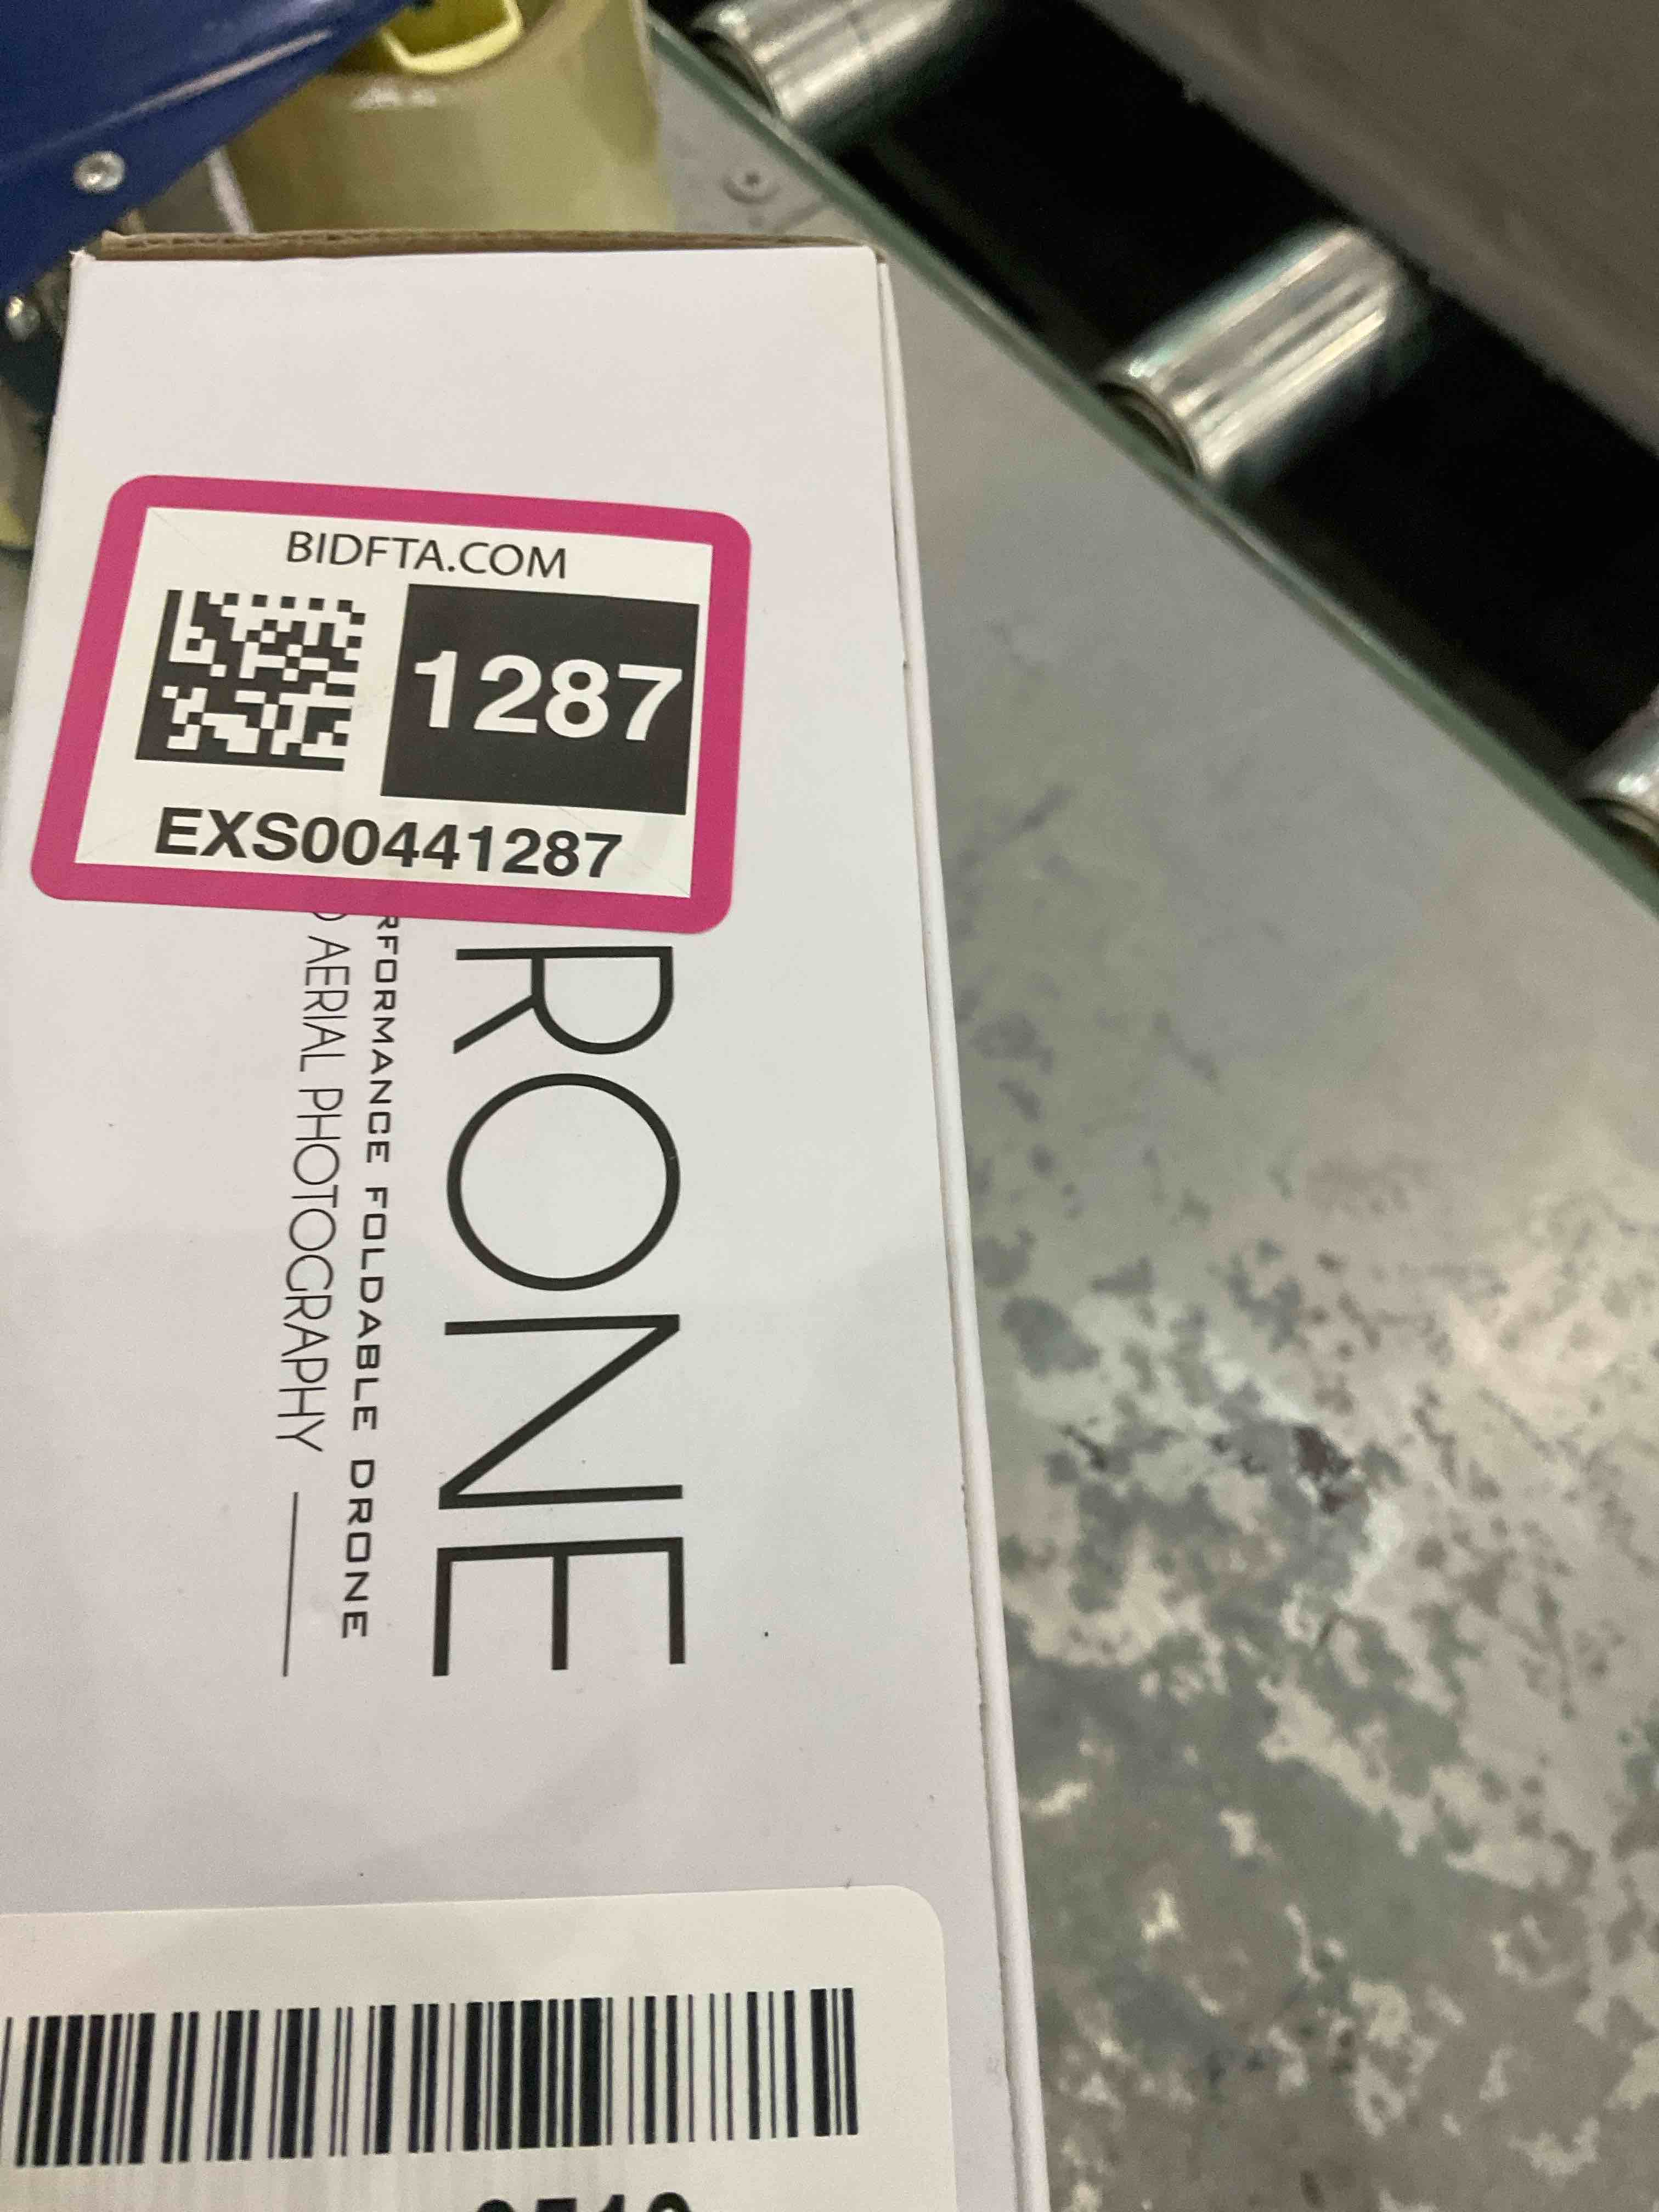 BIDFTA.COM
1287
EXS00441287
RONE
RFORMANCE FOLDABLE DRONE
AERIAL PHOTOGRAPHY